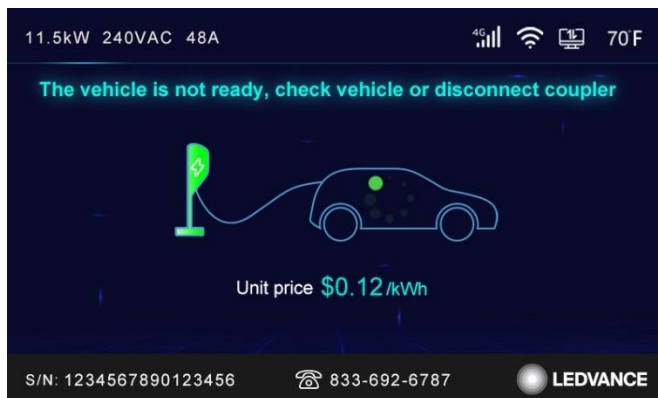 11.5kW 240VAC 48A
4G
70°F
The vehicle is not ready, check vehicle or disconnect coupler
Unit price $0.12/kWh
S/N: 1234567890123456
833-692-6787
LEDVANCE